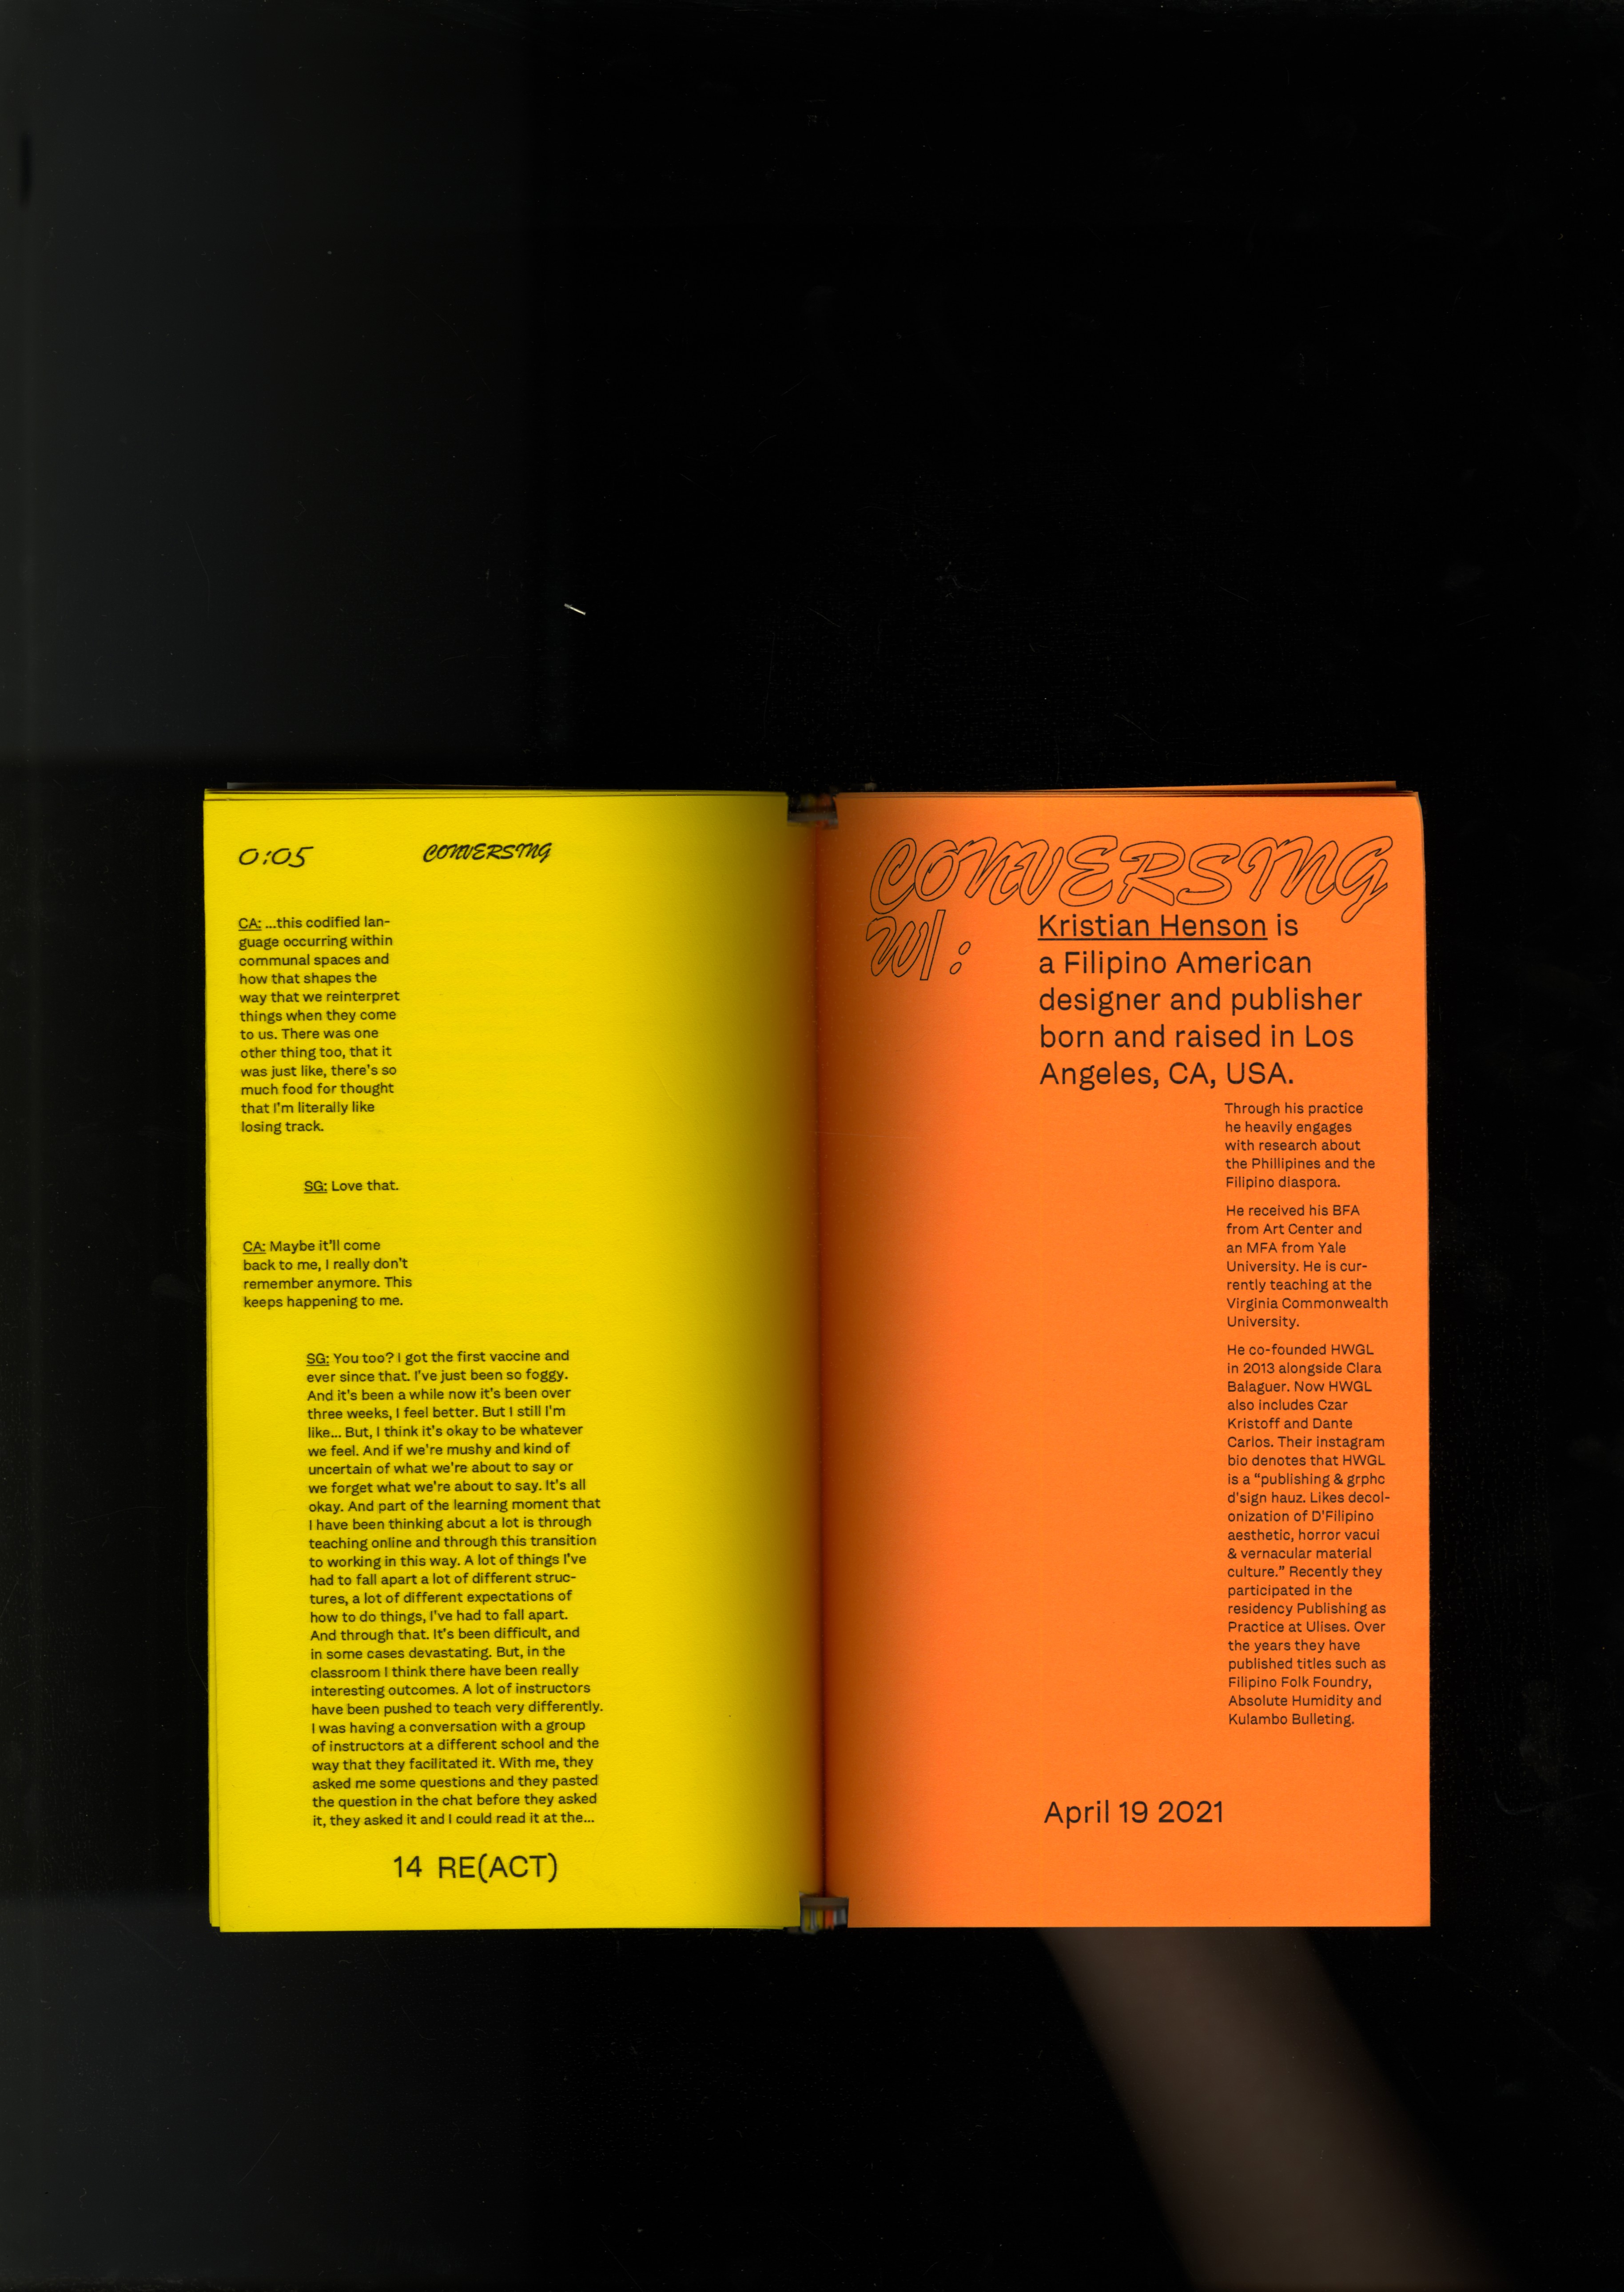 0:05
CONVERSING
CA: ...this codified lan-
guage occurring within
communal spaces and
how that shapes the
way that we reinterpret
things when they come
to us. There was one
other thing too, that it
was just like, there's so
much food for thought
that I'm literally like
losing track.
SG: Love that.
CA: Maybe it'll come
back to me, I really don't
remember anymore. This
keeps happening to me.
SG: You too? I got the first vaccine and
ever since that. I've just been so foggy.
And it's been a while now it's been over
three weeks, I feel better. But I still I'm
like... But, I think it's okay to be whatever
we feel. And if we're mushy and kind of
uncertain of what we're about to say or
we forget what we're about to say. It's all
okay. And part of the learning moment that
I have been thinking about a lot is through
teaching online and through this transition
to working in this way. A lot of things I've
had to fall apart a lot of different struc-
tures, a lot of different expectations of
how to do things, I've had to fall apart.
And through that. It's been difficult, and
in some cases devastating. But, in the
classroom I think there have been really
interesting outcomes. A lot of instructors
have been pushed to teach very differently.
I was having a conversation with a group
of instructors at a different school and the
way that they facilitated it. With me, they
asked me some questions and they pasted
the question in the chat before they asked
it, they asked it and I could read it at the...
14 RE(ACT)
CONVERSING
W/:
Kristian Henson is
a Filipino American
designer and publisher
born and raised in Los
Angeles, CA, USA.
Through his practice
he heavily engages
with research about
the Phillipines and the
Filipino diaspora.
He received his BFA
from Art Center and
an MFA from Yale
University. He is cur-
rently teaching at the
Virginia Commonwealth
University.
He co-founded HWGL
in 2013 alongside Clara
Balaguer. Now HWGL
also includes Czar
Kristoff and Dante
Carlos. Their instagram
bio denotes that HWGL
is a “publishing & grphc
d'sign hauz. Likes decol-
onization of D'Filipino
aesthetic, horror vacui
& vernacular material
culture.” Recently they
participated in the
residency Publishing as
Practice at Ulises. Over
the years they have
published titles such as
Filipino Folk Foundry,
Absolute Humidity and
Kulambo Bulleting.
April 19 2021